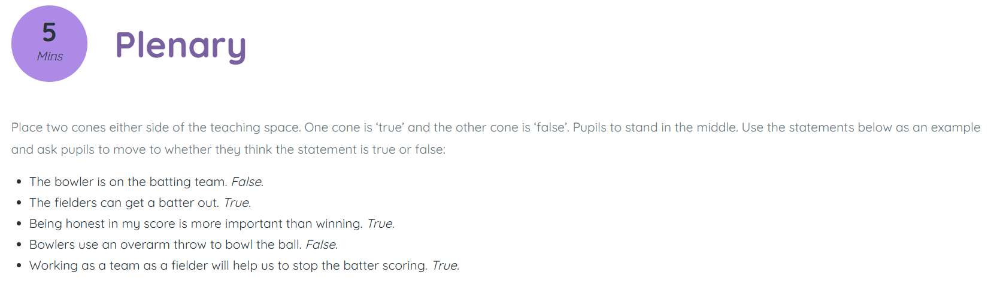 5
Mins
Plenary
Place two cones either side of the teaching space. One cone is ‘true’ and the other cone is ‘false’. Pupils to stand in the middle. Use the statements below as an example
and ask pupils to move to whether they think the statement is true or false:
• The bowler is on the batting team. False.
• The fielders can get a batter out. True.
• Being honest in my score is more important than winning. True.
• Bowlers use an overarm throw to bowl the ball. False.
• Working as a team as a fielder will help us to stop the batter scoring. True.